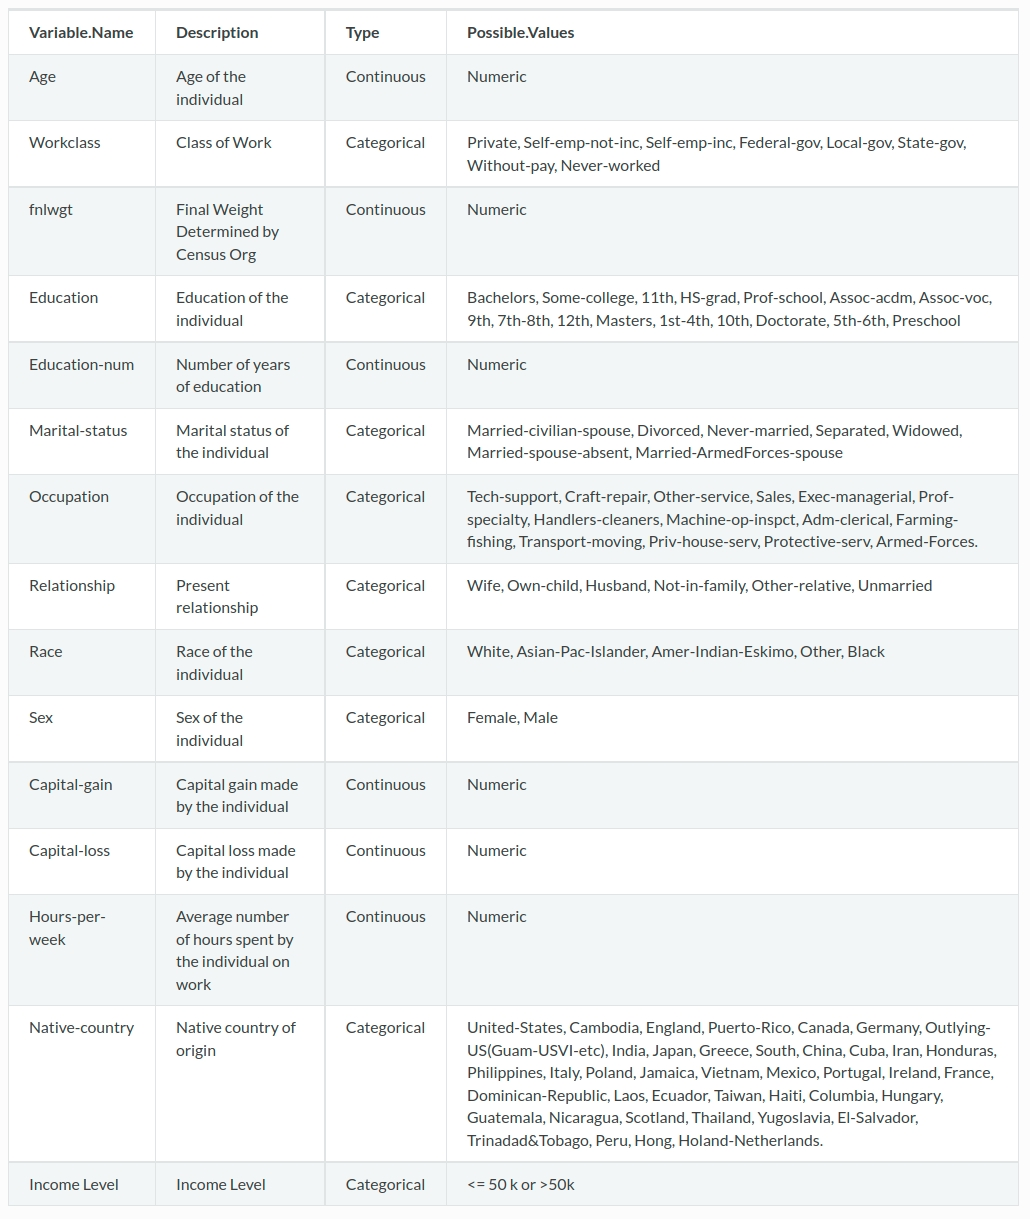 Variable.Name Description Type Possible.Values
Age Age of the Continuous Numeric
individual
Workclass Class of Work Categorical Private, Self-emp-not-inc, Self-emp-inc, Federal-gov, Local-gov, State-gov,
Without-pay, Never-worked
fnlwgt Final Weight Continuous Numeric
Determined by
Census Org
Education Education of the Categorical Bachelors, Some-college, 11th, HS-grad, Prof-school, Assoc-acdm, Assoc-voc,
individual 9th, 7th-8th, 12th, Masters, 1st-4th, 10th, Doctorate, 5th-6th, Preschool
Education-num Number of years Continuous Numeric
of education
Marital-status Marital status of Categorical Married-civilian-spouse, Divorced, Never-married, Separated, Widowed,
the individual Married-spouse-absent, Married-ArmedForces-spouse
Occupation Occupation of the Categorical Tech-support, Craft-repair, Other-service, Sales, Exec-managerial, Prof-
individual specialty, Handlers-cleaners, Machine-op-inspct, Adm-clerical, Farming-
fishing, Transport-moving, Priv-house-serv, Protective-serv, Armed-Forces.
Relationship Present Categorical Wife, Own-child, Husband, Not-in-family, Other-relative, Unmarried
relationship
Race Race of the Categorical White, Asian-Pac-Islander, Amer-Indian-Eskimo, Other, Black
individual
Sex Sex of the Categorical Female, Male
individual
Capital-gain Capital gain made Continuous Numeric
by the individual
Capital-loss Capital loss made Continuous Numeric
by the individual
Hours-per- Average number Continuous Numeric
week of hours spent by
the individual on
work
Native-country Native country of Categorical United-States, Cambodia, England, Puerto-Rico, Canada, Germany, Outlying-
origin US(Guam-USVI-etc), India, Japan, Greece, South, China, Cuba, Iran, Honduras,
Philippines, Italy, Poland, Jamaica, Vietnam, Mexico, Portugal, Ireland, France,
Dominican-Republic, Laos, Ecuador, Taiwan, Haiti, Columbia, Hungary,
Guatemala, Nicaragua, Scotland, Thailand, Yugoslavia, El-Salvador,
Trinadad&Tobago, Peru, Hong, Holand-Netherlands.
Income Level Income Level Categorical <= 50 k or >50k